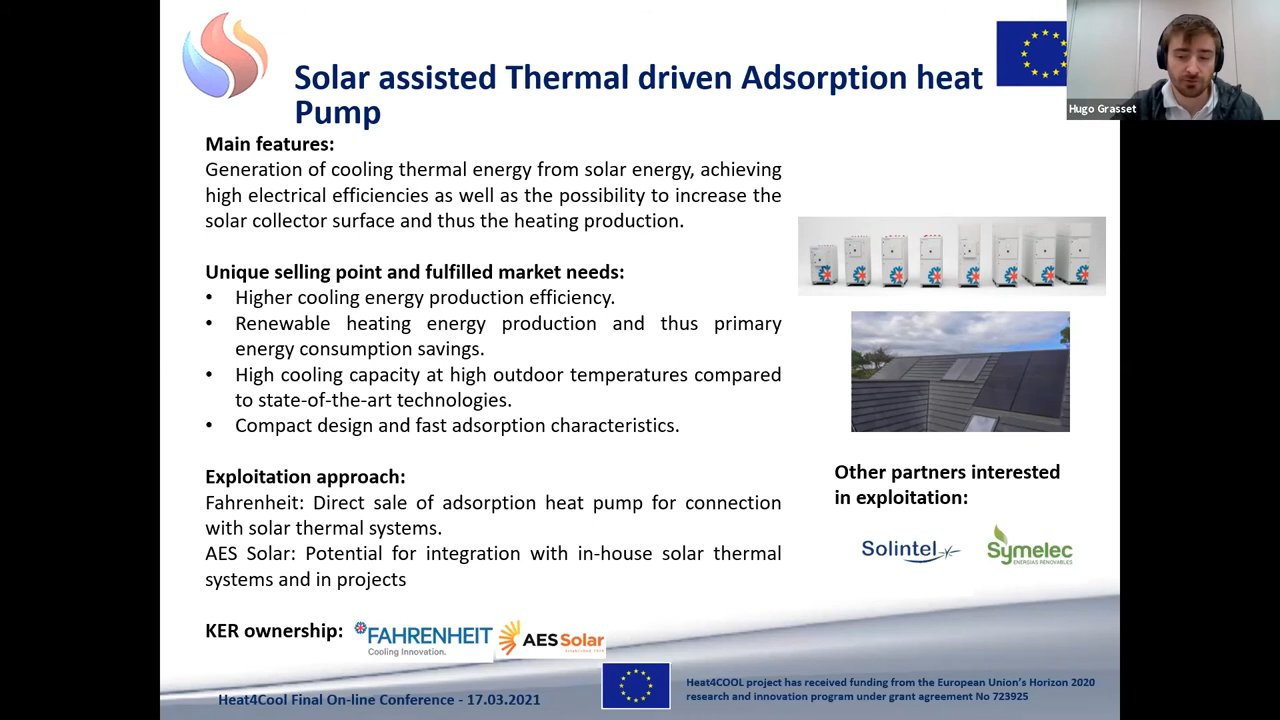 Solar assisted Thermal driven Adsorption heat
Pump
Hugo Grasset
Main features:
Generation of cooling thermal energy from solar energy, achieving
high electrical efficiencies as well as the possibility to increase the
solar collector surface and thus the heating production.
Unique selling point and fulfilled market needs:
• Higher cooling energy production efficiency.
• Renewable heating energy production and thus primary
energy consumption savings.
• High cooling capacity at high outdoor temperatures compared
to state-of-the-art technologies.
• Compact design and fast adsorption characteristics.
Exploitation approach:
Fahrenheit: Direct sale of adsorption heat pump for connection
with solar thermal systems.
AES Solar: Potential for integration with in-house solar thermal
systems and in projects
Other partners interested
in exploitation:
Solintel
Symelec
ENERGIAS RENOVABLES
KER ownership:
FAHRENHEIT
Cooling Innovation.
AES Solar
Heat4Cool Final On-line Conference - 17.03.2021
Heat4COOL project has received funding from the European Union's Horizon 2020
research and innovation program under grant agreement No 723925